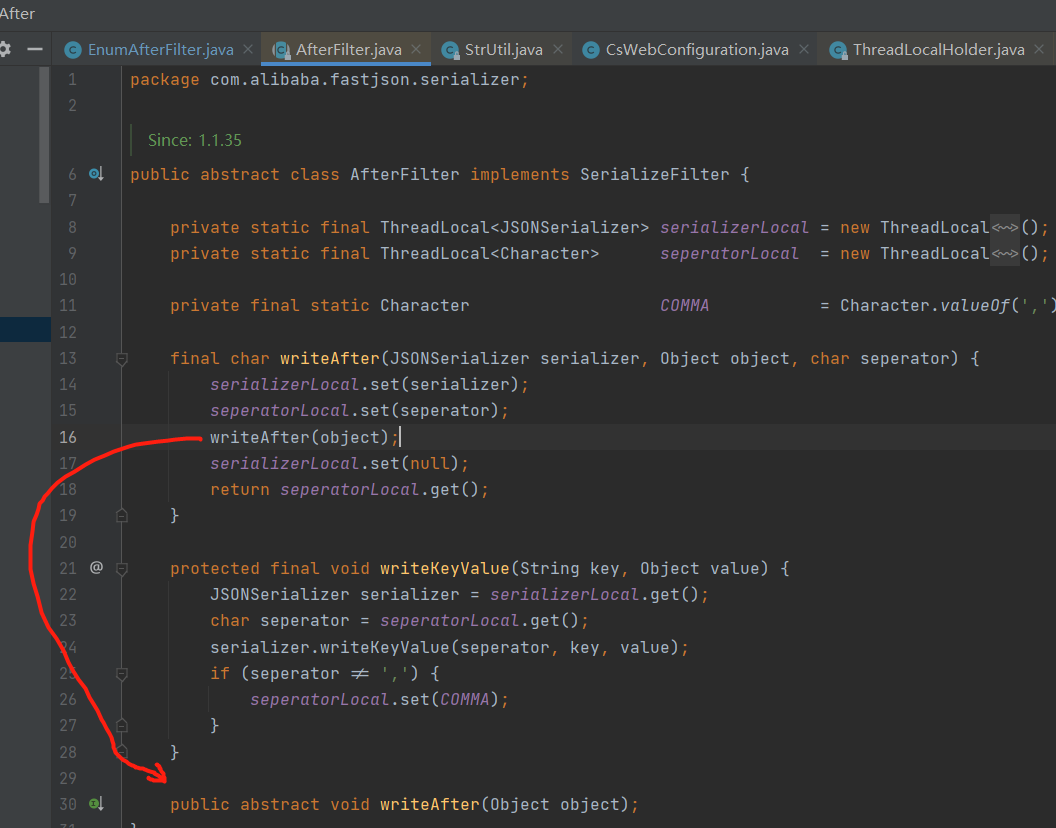 After
EnumAfterFilter.java AfterFilter.java StrUtil.java CsWebConfiguration.java ThreadLocalHolder.java
1 package com.alibaba.fastjson.serializer;
2
Since: 1.1.35
6 public abstract class AfterFilter implements SerializeFilter {
7
8 private static final ThreadLocal<JSONSerializer> serializerLocal = new ThreadLocal<~>();
9 private static final ThreadLocal<Character> seperatorLocal = new ThreadLocal<~>();
10
11 private final static Character COMMA = Character.valueOf(',')
12
13 final char writeAfter(JSONSerializer serializer, Object object, char seperator) {
14 serializerLocal.set(serializer);
15 seperatorLocal.set(seperator);
16 writeAfter(object);
17 serializerLocal.set(null);
18 return seperatorLocal.get();
19 }
20
21 @ protected final void writeKeyValue(String key, Object value) {
22 JSONSerializer serializer = serializerLocal.get();
23 char seperator = seperatorLocal.get();
24 serializer.writeKeyValue(seperator, key, value);
25 if (seperator ≠ ',') {
26 seperatorLocal.set(COMMA);
27 }
28 }
29
30 public abstract void writeAfter(Object object);